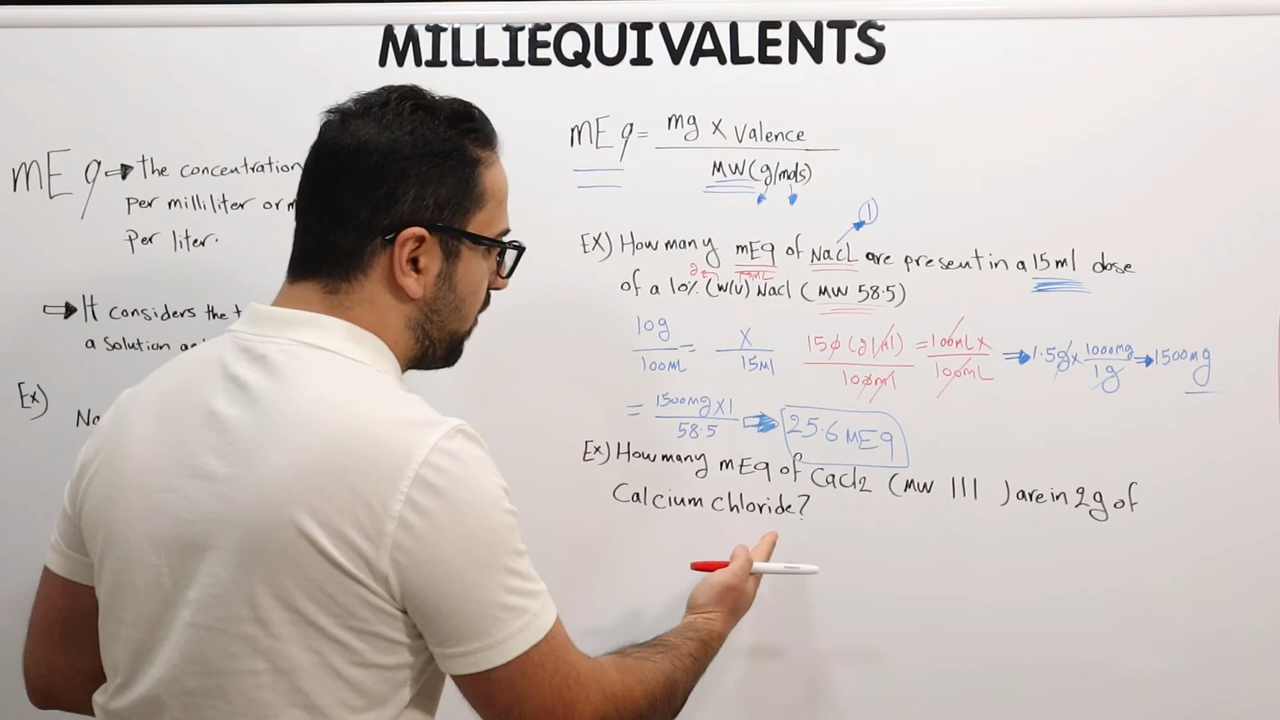 MILLIEQUIVALENTS
mEq ⇒ the concentration
per milliliter or
per liter.
⇒ It considers the
a solution
Ex)
mEq = mg x valence
MW (g/mols)
1
EX) How many mEq of NacL are present in a 15ml dose
of a 10% (w/v) Nacl (MW 58.5)
10g
100mL
= X
15ml
150 (g/ml)
100ml
= 100mL x
100mL
⇒ 1.5g x 1000mg
1g
→ 1500mg
= 1500mg x 1
58.5
⇒ 25.6 mEq
Ex) How many mEq of Cacl2 (MW 111 ) are in 2g of
Calcium chloride?